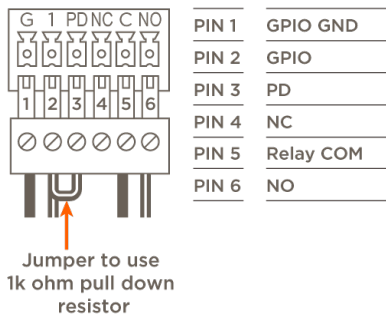 G 1 PD NC C NO
1 2 3 4 5 6
Jumper to use
1k ohm pull down
resistor
PIN 1 GPIO GND
PIN 2 GPIO
PIN 3 PD
PIN 4 NC
PIN 5 Relay COM
PIN 6 NO